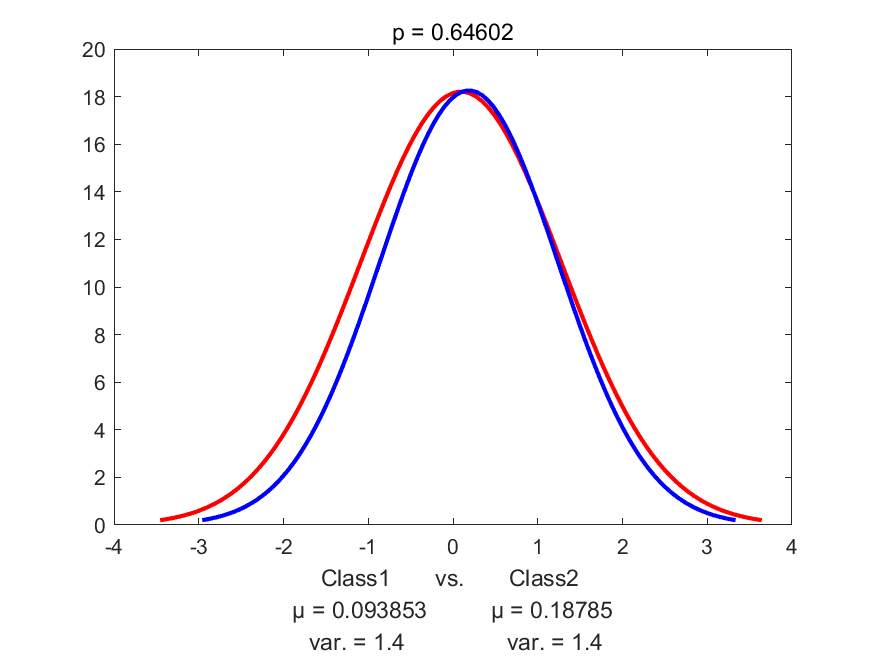 p = 0.64602
20
18
16
14
12
10
8
6
4
2
0
-4 -3 -2 -1 0 1 2 3 4
Class1 vs. Class2
μ = 0.093853 μ = 0.18785
var. = 1.4 var. = 1.4